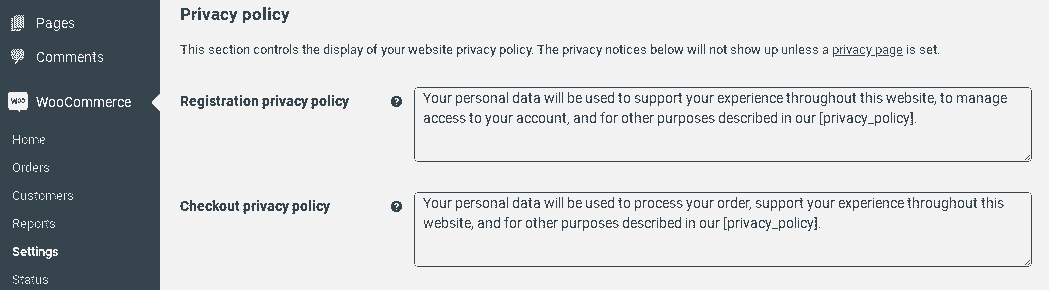 Pages
Comments
WOO WooCommerce
Home
Orders
Customers
Reports
Settings
Status
Privacy policy
This section controls the display of your website privacy policy. The privacy notices below will not show up unless a privacy page is set.
Registration privacy policy ?
Your personal data will be used to support your experience throughout this website, to manage
access to your account, and for other purposes described in our [privacy_policy].
Checkout privacy policy ?
Your personal data will be used to process your order, support your experience throughout this
website, and for other purposes described in our [privacy_policy].